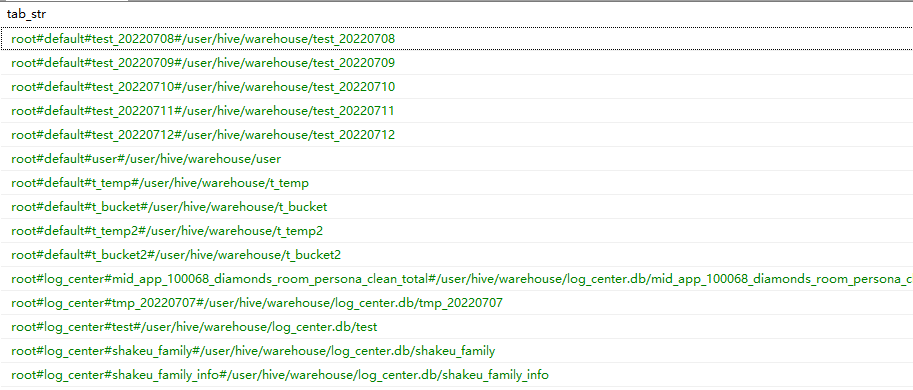 tab_str
root#default#test_20220708#/user/hive/warehouse/test_20220708
root#default#test_20220709#/user/hive/warehouse/test_20220709
root#default#test_20220710#/user/hive/warehouse/test_20220710
root#default#test_20220711#/user/hive/warehouse/test_20220711
root#default#test_20220712#/user/hive/warehouse/test_20220712
root#default#user#/user/hive/warehouse/user
root#default#t_temp#/user/hive/warehouse/t_temp
root#default#t_bucket#/user/hive/warehouse/t_bucket
root#default#t_temp2#/user/hive/warehouse/t_temp2
root#default#t_bucket2#/user/hive/warehouse/t_bucket2
root#log_center#mid_app_100068_diamonds_room_persona_clean_total#/user/hive/warehouse/log_center.db/mid_app_100068_diamonds_room_persona_c
root#log_center#tmp_20220707#/user/hive/warehouse/log_center.db/tmp_20220707
root#log_center#test#/user/hive/warehouse/log_center.db/test
root#log_center#shakeu_family#/user/hive/warehouse/log_center.db/shakeu_family
root#log_center#shakeu_family_info#/user/hive/warehouse/log_center.db/shakeu_family_info